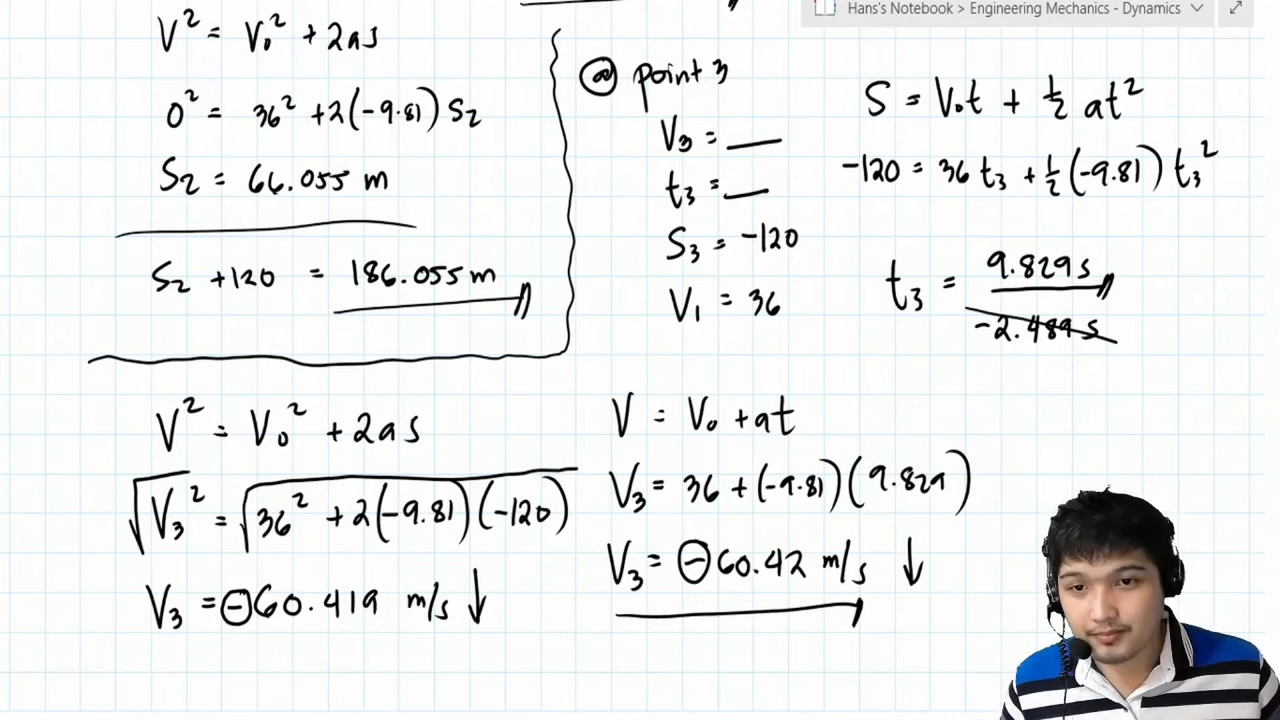 Hans's Notebook > Engineering Mechanics - Dynamics
V² = V₀² + 2as
0² = 36² + 2(-9.81) S₂
S₂ = 66.055 m
S₂ + 120 = 186.055 m
@ point 3
V₃ = __
t₃ = __
S₃ = -120
V₁ = 36
S = V₀t + ½ at²
-120 = 36 t₃ + ½ (-9.81) t₃²
t₃ = 9.829 s
-2.489 s
V² = V₀² + 2as
√V₃² = √36² + 2(-9.81)(-120)
V₃ = -60.419 m/s ↓
V = V₀ + at
V₃ = 36 + (-9.81)(9.829)
V₃ = -60.42 m/s ↓